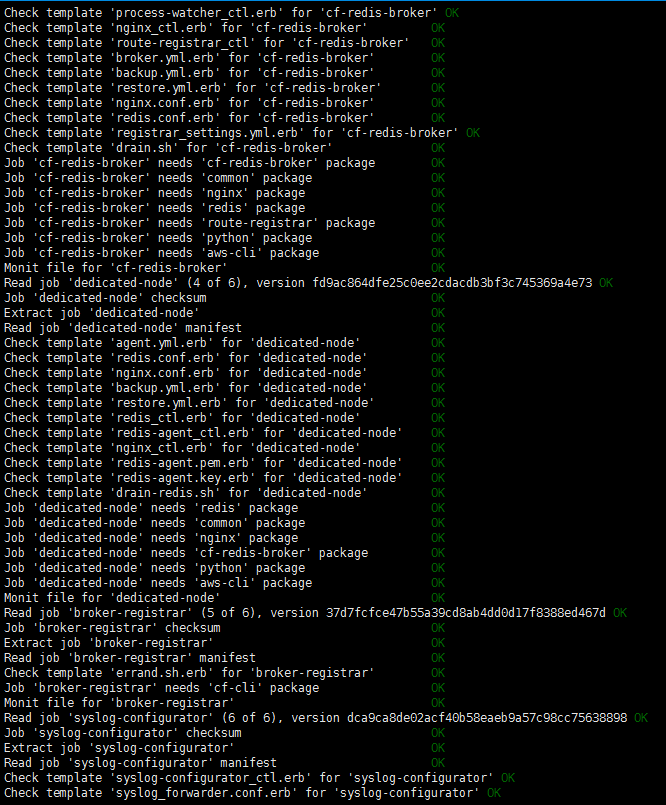 Check template 'process-watcher_ctl.erb' for 'cf-redis-broker' OK
Check template 'nginx_ctl.erb' for 'cf-redis-broker' OK
Check template 'route-registrar_ctl' for 'cf-redis-broker' OK
Check template 'broker.yml.erb' for 'cf-redis-broker' OK
Check template 'backup.yml.erb' for 'cf-redis-broker' OK
Check template 'restore.yml.erb' for 'cf-redis-broker' OK
Check template 'nginx.conf.erb' for 'cf-redis-broker' OK
Check template 'redis.conf.erb' for 'cf-redis-broker' OK
Check template 'registrar_settings.yml.erb' for 'cf-redis-broker' OK
Check template 'drain.sh' for 'cf-redis-broker' OK
Job 'cf-redis-broker' needs 'cf-redis-broker' package OK
Job 'cf-redis-broker' needs 'common' package OK
Job 'cf-redis-broker' needs 'nginx' package OK
Job 'cf-redis-broker' needs 'redis' package OK
Job 'cf-redis-broker' needs 'route-registrar' package OK
Job 'cf-redis-broker' needs 'python' package OK
Job 'cf-redis-broker' needs 'aws-cli' package OK
Monit file for 'cf-redis-broker' OK
Read job 'dedicated-node' (4 of 6), version fd9ac864dfe25c0ee2cdacdb3bf3c745369a4e73 OK
Job 'dedicated-node' checksum OK
Extract job 'dedicated-node' OK
Read job 'dedicated-node' manifest OK
Check template 'agent.yml.erb' for 'dedicated-node' OK
Check template 'redis.conf.erb' for 'dedicated-node' OK
Check template 'nginx.conf.erb' for 'dedicated-node' OK
Check template 'backup.yml.erb' for 'dedicated-node' OK
Check template 'restore.yml.erb' for 'dedicated-node' OK
Check template 'redis_ctl.erb' for 'dedicated-node' OK
Check template 'redis-agent_ctl.erb' for 'dedicated-node' OK
Check template 'nginx_ctl.erb' for 'dedicated-node' OK
Check template 'redis-agent.pem.erb' for 'dedicated-node' OK
Check template 'redis-agent.key.erb' for 'dedicated-node' OK
Check template 'drain-redis.sh' for 'dedicated-node' OK
Job 'dedicated-node' needs 'redis' package OK
Job 'dedicated-node' needs 'common' package OK
Job 'dedicated-node' needs 'nginx' package OK
Job 'dedicated-node' needs 'cf-redis-broker' package OK
Job 'dedicated-node' needs 'python' package OK
Job 'dedicated-node' needs 'aws-cli' package OK
Monit file for 'dedicated-node' OK
Read job 'broker-registrar' (5 of 6), version 37d7fcfce47b55a39cd8ab4dd0d17f8388ed467d OK
Job 'broker-registrar' checksum OK
Extract job 'broker-registrar' OK
Read job 'broker-registrar' manifest OK
Check template 'errand.sh.erb' for 'broker-registrar' OK
Job 'broker-registrar' needs 'cf-cli' package OK
Monit file for 'broker-registrar' OK
Read job 'syslog-configurator' (6 of 6), version dca9ca8de02acf40b58eaeb9a57c98cc75638898 OK
Job 'syslog-configurator' checksum OK
Extract job 'syslog-configurator' OK
Read job 'syslog-configurator' manifest OK
Check template 'syslog-configurator_ctl.erb' for 'syslog-configurator' OK
Check template 'syslog_forwarder.conf.erb' for 'syslog-configurator' OK